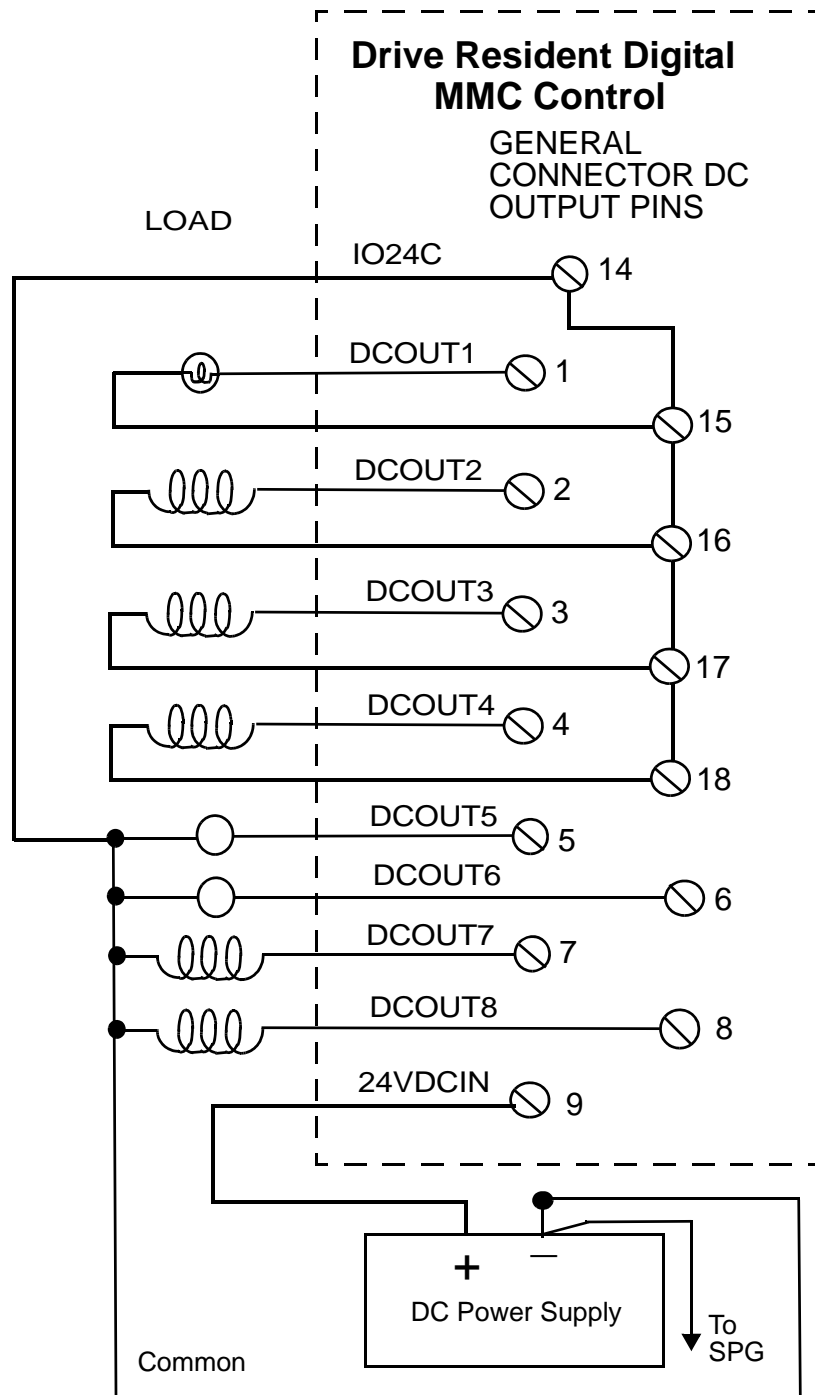 Drive Resident Digital
MMC Control
GENERAL
CONNECTOR DC
OUTPUT PINS
LOAD
IO24C
14
DCOUT1
1
15
DCOUT2
2
16
DCOUT3
3
17
DCOUT4
4
18
DCOUT5
5
DCOUT6
6
DCOUT7
7
DCOUT8
8
24VDCIN
9
+
—
DC Power Supply
To
SPG
Common